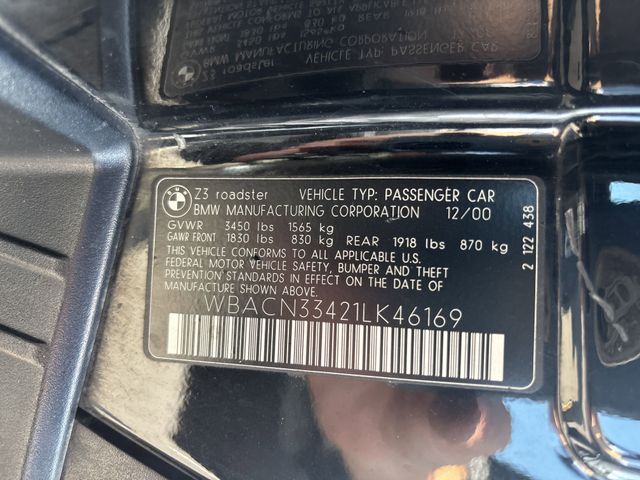 Z3 roadster VEHICLE TYP: PASSENGER CAR
BMW MANUFACTURING CORPORATION 12/00
GVWR 3450 lbs 1565 kg
GAWR FRONT 1830 lbs 830 kg REAR 1918 lbs 870 kg
THIS VEHICLE CONFORMS TO ALL APPLICABLE U.S.
FEDERAL MOTOR VEHICLE SAFETY, BUMPER AND THEFT
PREVENTION STANDARDS IN EFFECT ON THE DATE OF
MANUFACTURE SHOWN ABOVE.
WBACN33421LK46169
2 122 438